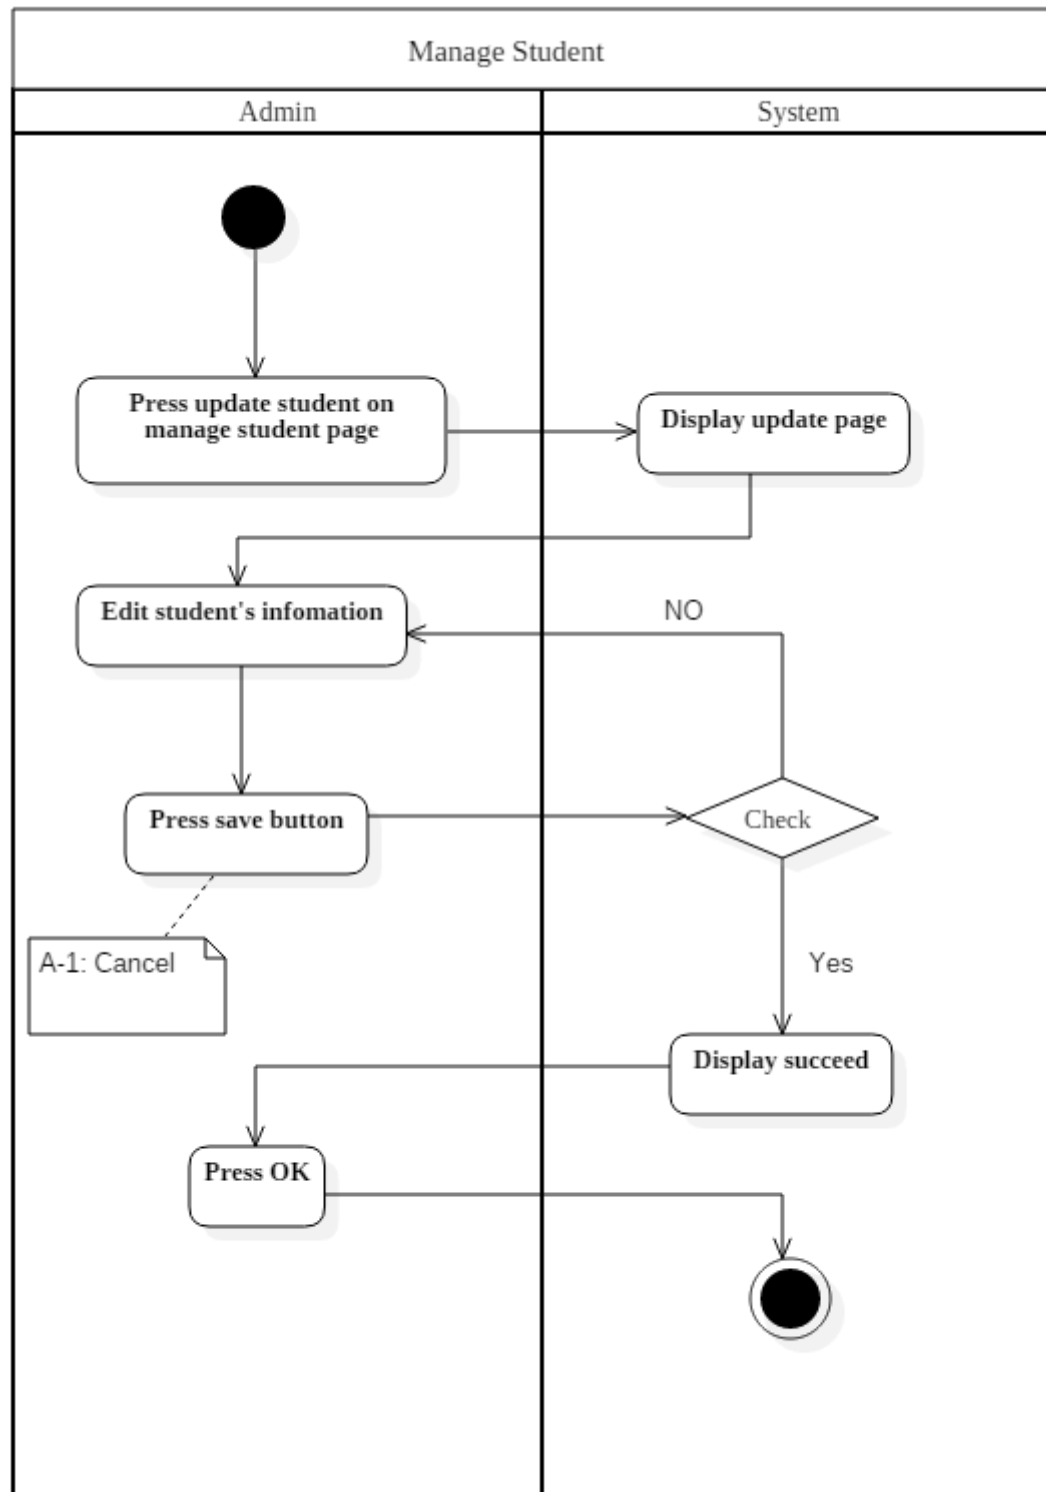 Manage Student
Admin
System
Press update student on
manage student page
Display update page
Edit student's infomation
NO
Press save button
Check
A-1: Cancel
Yes
Display succeed
Press OK